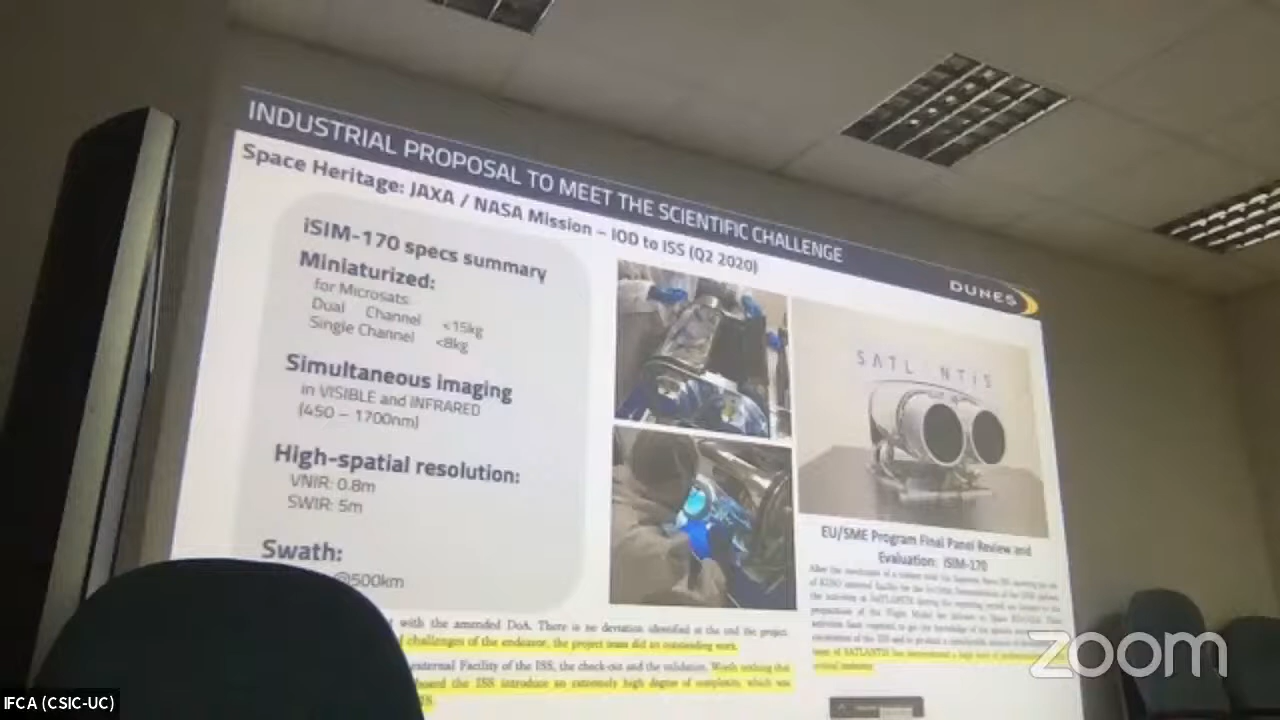 INDUSTRIAL PROPOSAL TO MEET THE SCIENTIFIC CHALLENGE
Space Heritage: JAXA / NASA Mission – IOD to ISS (Q2 2020)
DUNES
iSIM-170 specs summary
Miniaturized:
for Microsats:
Dual Channel <15kg
Single Channel <8kg
Simultaneous imaging
in VISIBLE and INFRARED
(450 – 1700nm)
High-spatial resolution:
VNIR: 0.8m
SWIR: 5m
Swath:
@500km
SATLANTIS
EU/SME Program Final Panel Review and
Evaluation: iSIM-170
with the amended DoA. There is no deviation identified at the end the project.
challenges of the endeavor, the project team did an outstanding work.
external Facility of the ISS, the check-out and the validation. Worth noting that
board the ISS introduce an extremely high degree of complexity, which was
zoom
IFCA (CSIC-UC)